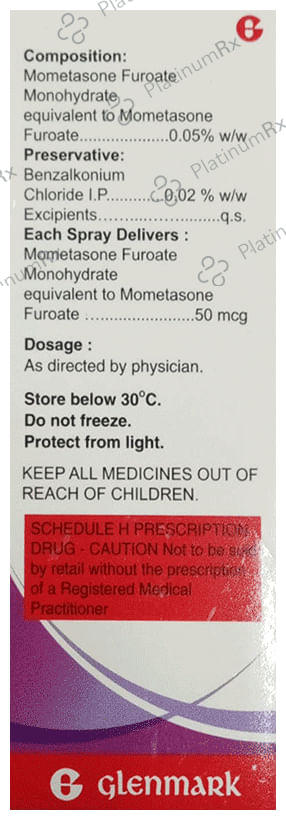 Composition:
Mometasone Furoate
Monohydrate
equivalent to Mometasone
Furoate....................0.05% w/w
Preservative:
Benzalkonium
Chloride I.P..........0.02 % w/w
Excipients..........................q.s.
Each Spray Delivers :
Mometasone Furoate
Monohydrate
equivalent to Mometasone
Furoate ........................50 mcg
Dosage :
As directed by physician.
Store below 30°C.
Do not freeze.
Protect from light.
KEEP ALL MEDICINES OUT OF
REACH OF CHILDREN.
SCHEDULE H PRESCRIPTION
DRUG - CAUTION Not to be sold
by retail without the prescription
of a Registered Medical
Practitioner
glenmark
PlatinumRx
PlatinumRx
PlatinumRx